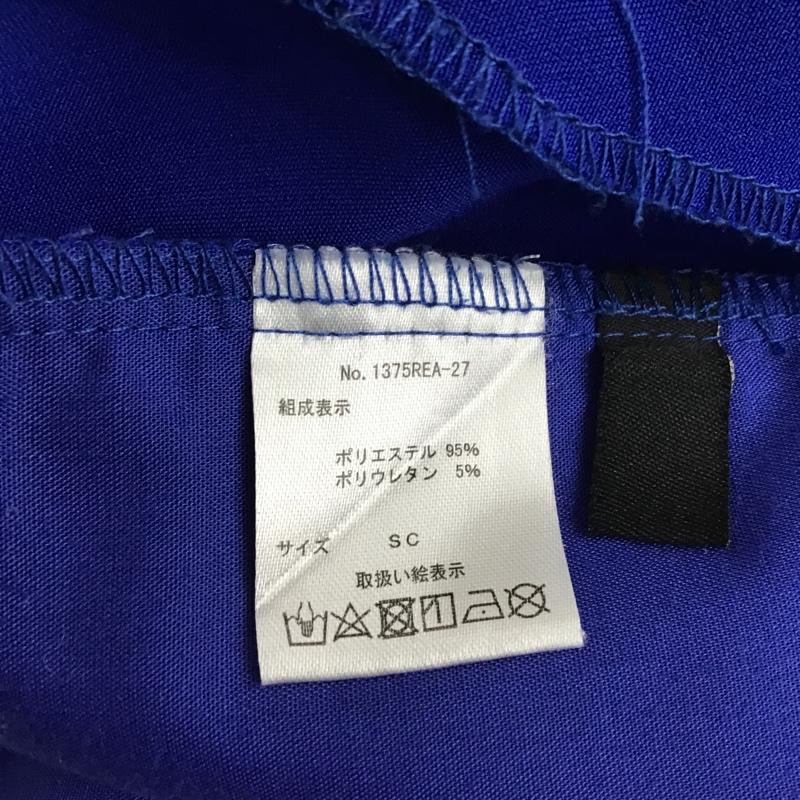 No.1375REA-27
組成表示
ポリエステル 95%
ポリウレタン 5%
サイズ SC
取扱い絵表示